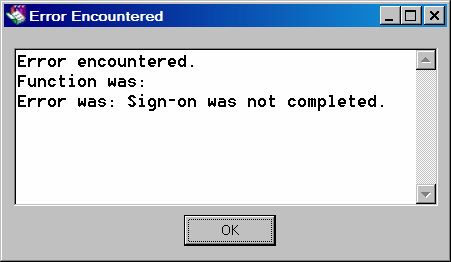 Error Encountered
Error encountered.
Function was:
Error was: Sign-on was not completed.
OK